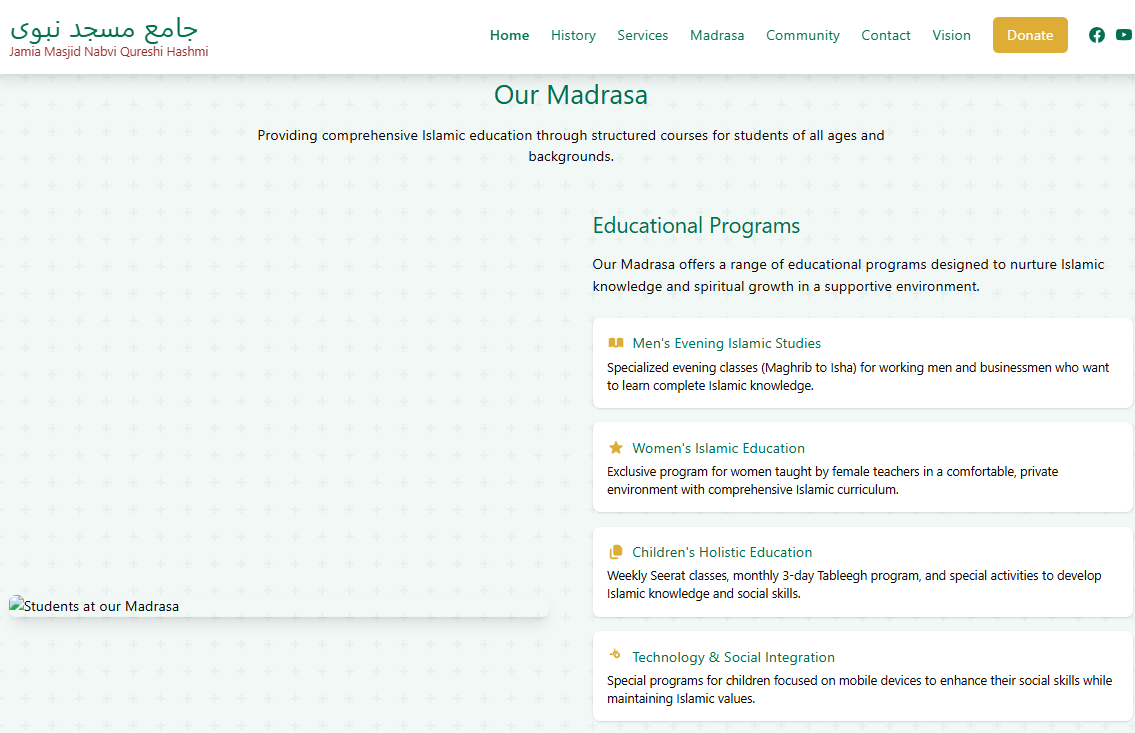 جامع مسجد نبوی
Jamia Masjid Nabvi Qureshi Hashmi
Home History Services Madrasa Community Contact Vision Donate
Our Madrasa
Providing comprehensive Islamic education through structured courses for students of all ages and
backgrounds.
Educational Programs
Our Madrasa offers a range of educational programs designed to nurture Islamic
knowledge and spiritual growth in a supportive environment.
Men's Evening Islamic Studies
Specialized evening classes (Maghrib to Isha) for working men and businessmen who want
to learn complete Islamic knowledge.
Women's Islamic Education
Exclusive program for women taught by female teachers in a comfortable, private
environment with comprehensive Islamic curriculum.
Children's Holistic Education
Weekly Seerat classes, monthly 3-day Tableegh program, and special activities to develop
Islamic knowledge and social skills.
Students at our Madrasa
Technology & Social Integration
Special programs for children focused on mobile devices to enhance their social skills while
maintaining Islamic values.